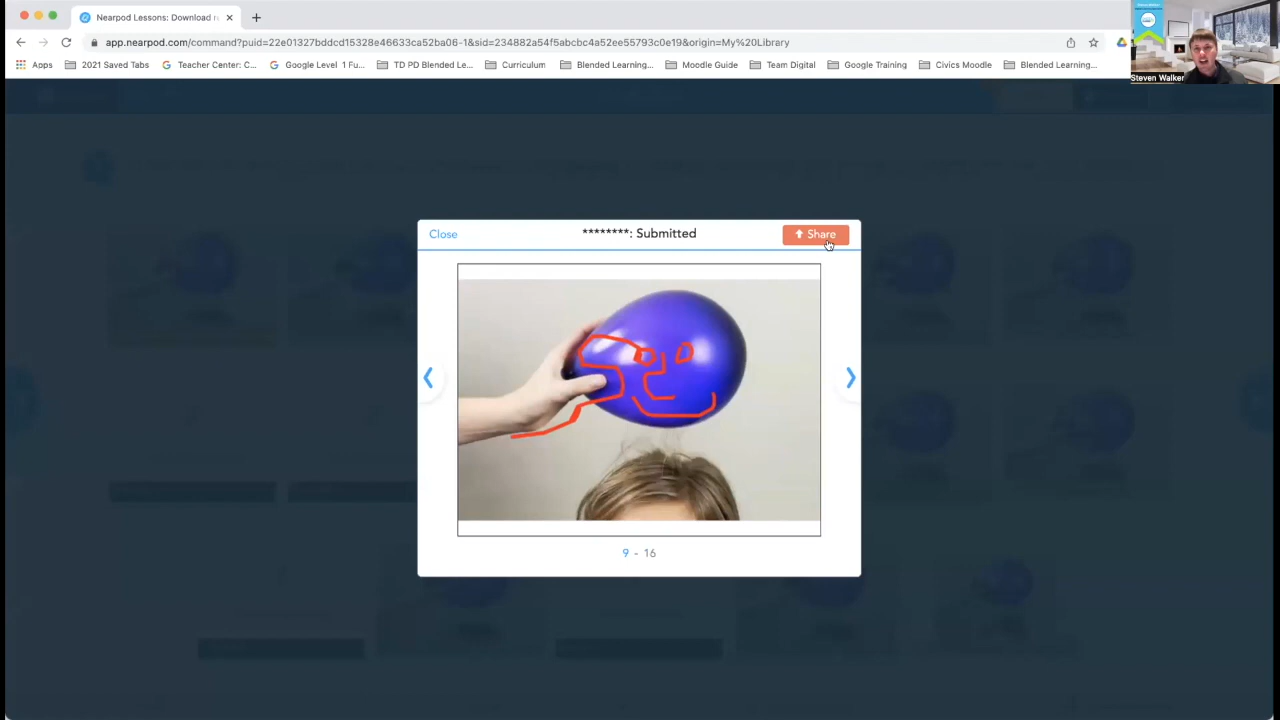 Nearpod Lessons: Download r
app.nearpod.com/command?puid=22e01327bddcd15328e46633ca52ba06-1&sid=234882a54f5abcbc4a52ee55793c0e19&origin=My%20Library
Apps 2021 Saved Tabs Teacher Center: C... Google Level 1 Fu... TD PD Blended Le... Curriculum Blended Learning... Moodle Guide Team Digital Google Training Civics Moodle Blended Learning...
Steven Walker
Close ********: Submitted Share
9 - 16